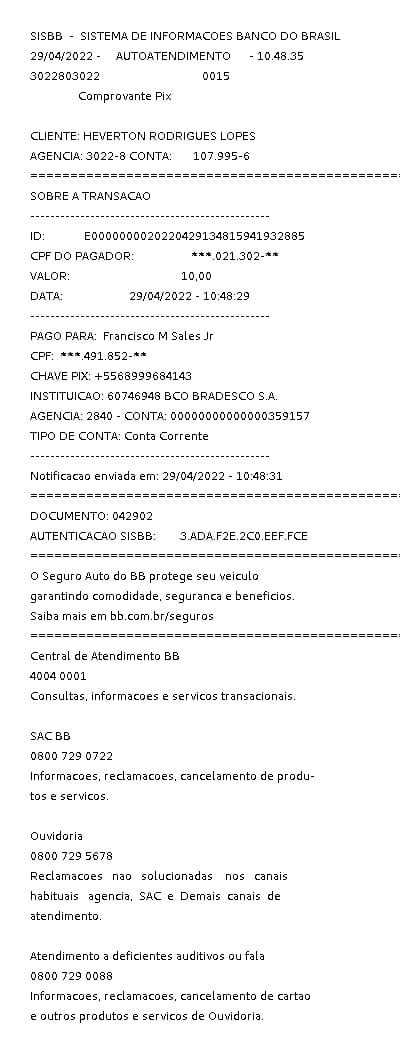 SISBB - SISTEMA DE INFORMACOES BANCO DO BRASIL
29/04/2022 - AUTOATENDIMENTO - 10.48.35
3022803022 0015
Comprovante Pix
CLIENTE: HEVERTON RODRIGUES LOPES
AGENCIA: 3022-8 CONTA: 107.995-6
================================================
SOBRE A TRANSACAO
------------------------------------------------
ID: E0000000020220429134815941932885
CPF DO PAGADOR: ***.021.302-**
VALOR: 10,00
DATA: 29/04/2022 - 10:48:29
------------------------------------------------
PAGO PARA: Francisco M Sales Jr
CPF: ***.491.852-**
CHAVE PIX: +5568999684143
INSTITUICAO: 60746948 BCO BRADESCO S.A.
AGENCIA: 2840 - CONTA: 00000000000000359157
TIPO DE CONTA: Conta Corrente
------------------------------------------------
Notificacao enviada em: 29/04/2022 - 10:48:31
================================================
DOCUMENTO: 042902
AUTENTICACAO SISBB: 3.ADA.F2E.2C0.EEF.FCE
================================================
O Seguro Auto do BB protege seu veiculo
garantindo comodidade, seguranca e beneficios.
Saiba mais em bb.com.br/seguros
================================================
Central de Atendimento BB
4004 0001
Consultas, informacoes e servicos transacionais.
SAC BB
0800 729 0722
Informacoes, reclamacoes, cancelamento de produ-
tos e servicos.
Ouvidoria
0800 729 5678
Reclamacoes nao solucionadas nos canais
habituais agencia, SAC e Demais canais de
atendimento.
Atendimento a deficientes auditivos ou fala
0800 729 0088
Informacoes, reclamacoes, cancelamento de cartao
e outros produtos e servicos de Ouvidoria.